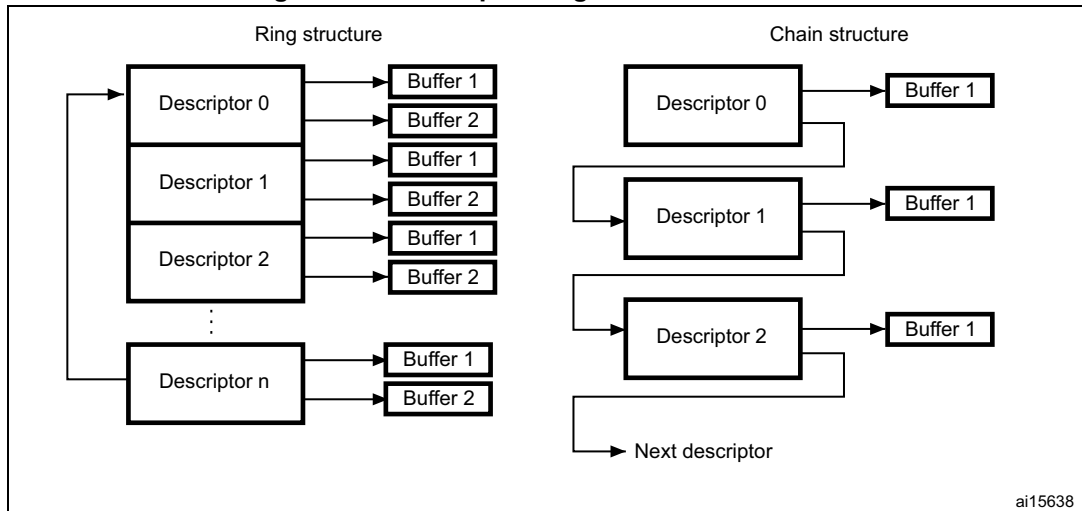 Ring structure
Descriptor 0
Buffer 1
Buffer 2
Descriptor 1
Buffer 1
Buffer 2
Descriptor 2
Buffer 1
Buffer 2
Descriptor n
Buffer 1
Buffer 2
Chain structure
Descriptor 0
Buffer 1
Descriptor 1
Buffer 1
Descriptor 2
Buffer 1
Next descriptor
ai15638